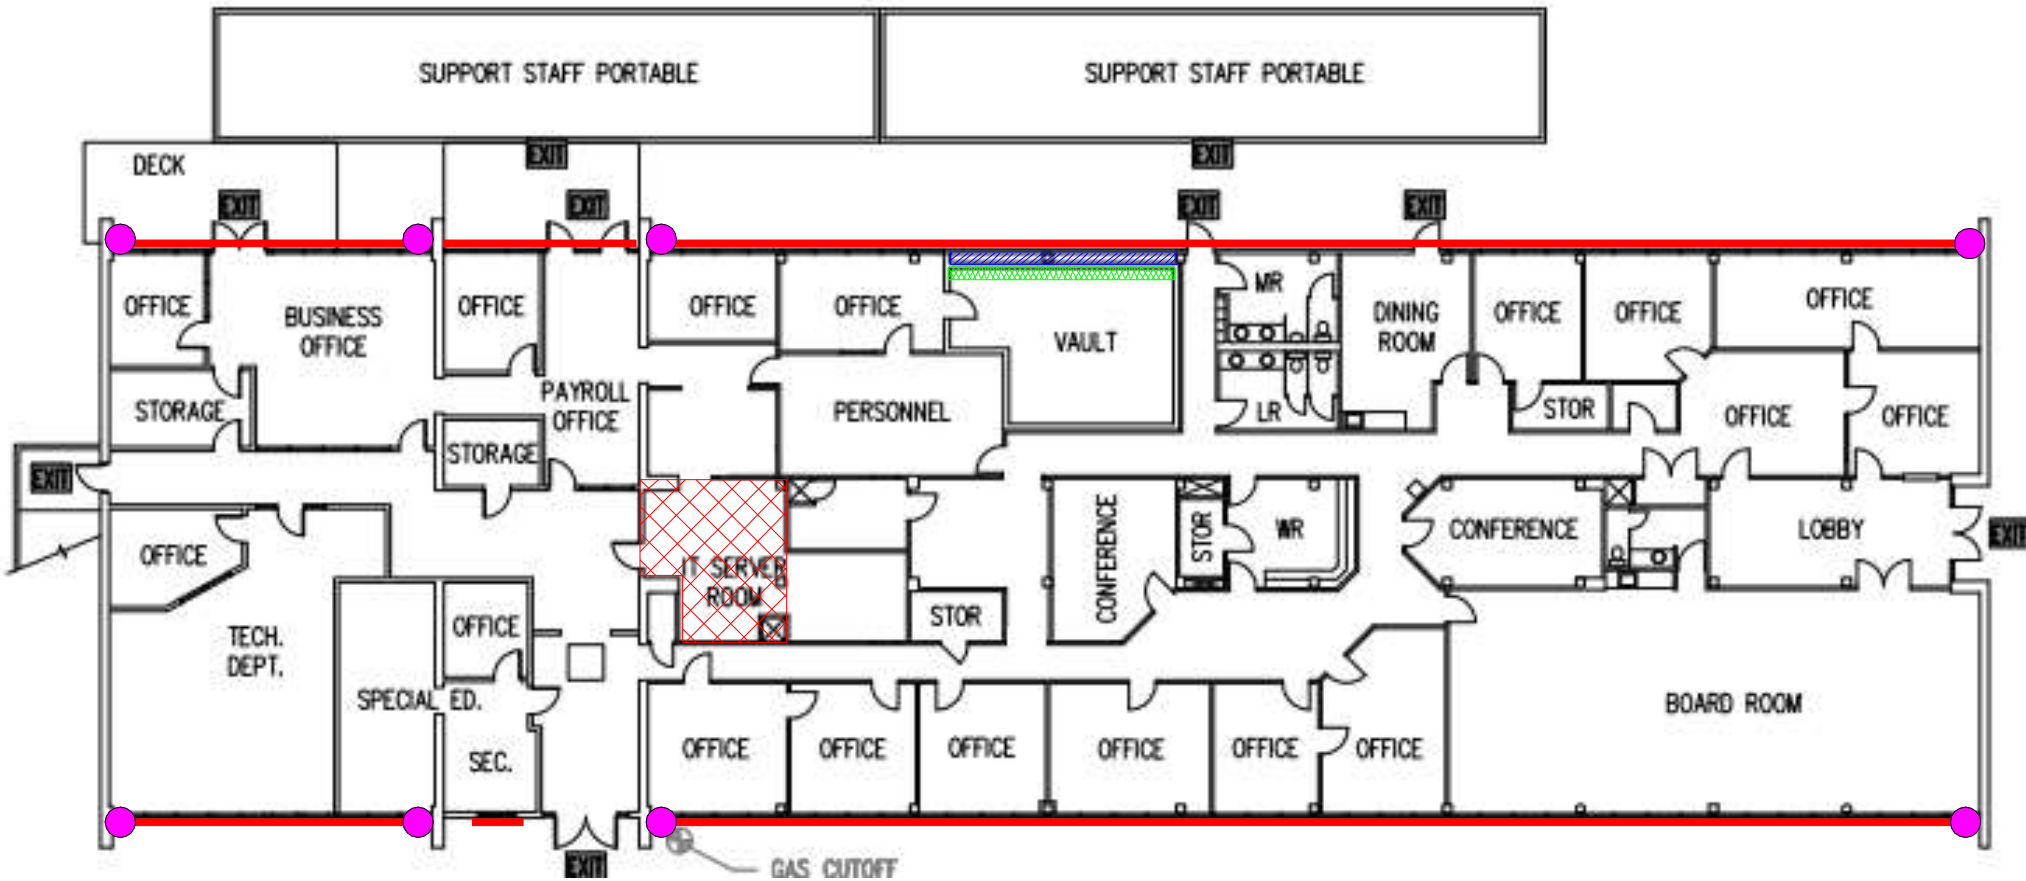 SUPPORT STAFF PORTABLE
SUPPORT STAFF PORTABLE
DECK
EXIT
EXIT
EXIT
EXIT
EXIT
EXIT
OFFICE
BUSINESS
OFFICE
OFFICE
OFFICE
OFFICE
VAULT
MR
DINING
ROOM
OFFICE
OFFICE
OFFICE
STORAGE
PAYROLL
OFFICE
PERSONNEL
LR
STOR
OFFICE
OFFICE
STORAGE
EXIT
OFFICE
IT SERVER
ROOM
CONFERENCE
STOR
WR
CONFERENCE
LOBBY
EXIT
TECH.
DEPT.
OFFICE
STOR
SPECIAL ED.
SEC.
OFFICE
OFFICE
OFFICE
OFFICE
OFFICE
OFFICE
BOARD ROOM
EXIT
GAS CUTOFF